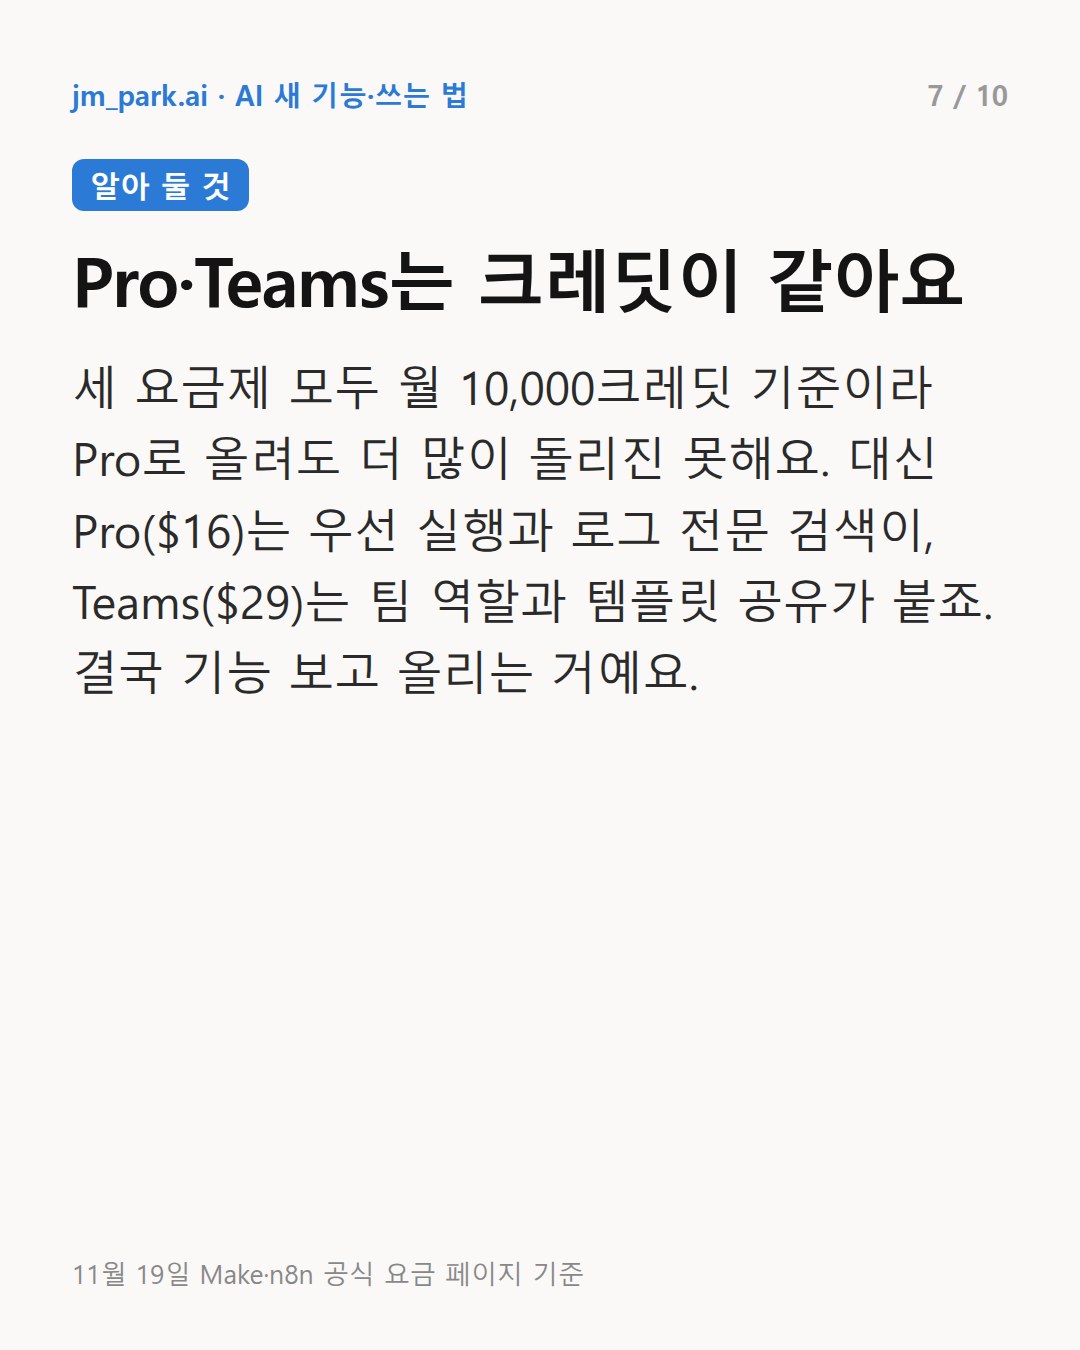 jm_park.ai · AI 새 기능·쓰는 법
7 / 10
알아 둘 것
Pro·Teams는 크레딧이 같아요
세 요금제 모두 월 10,000크레딧 기준이라
Pro로 올려도 더 많이 돌리진 못해요. 대신
Pro($16)는 우선 실행과 로그 전문 검색이,
Teams($29)는 팀 역할과 템플릿 공유가 붙죠.
결국 기능 보고 올리는 거예요.
11월 19일 Make·n8n 공식 요금 페이지 기준